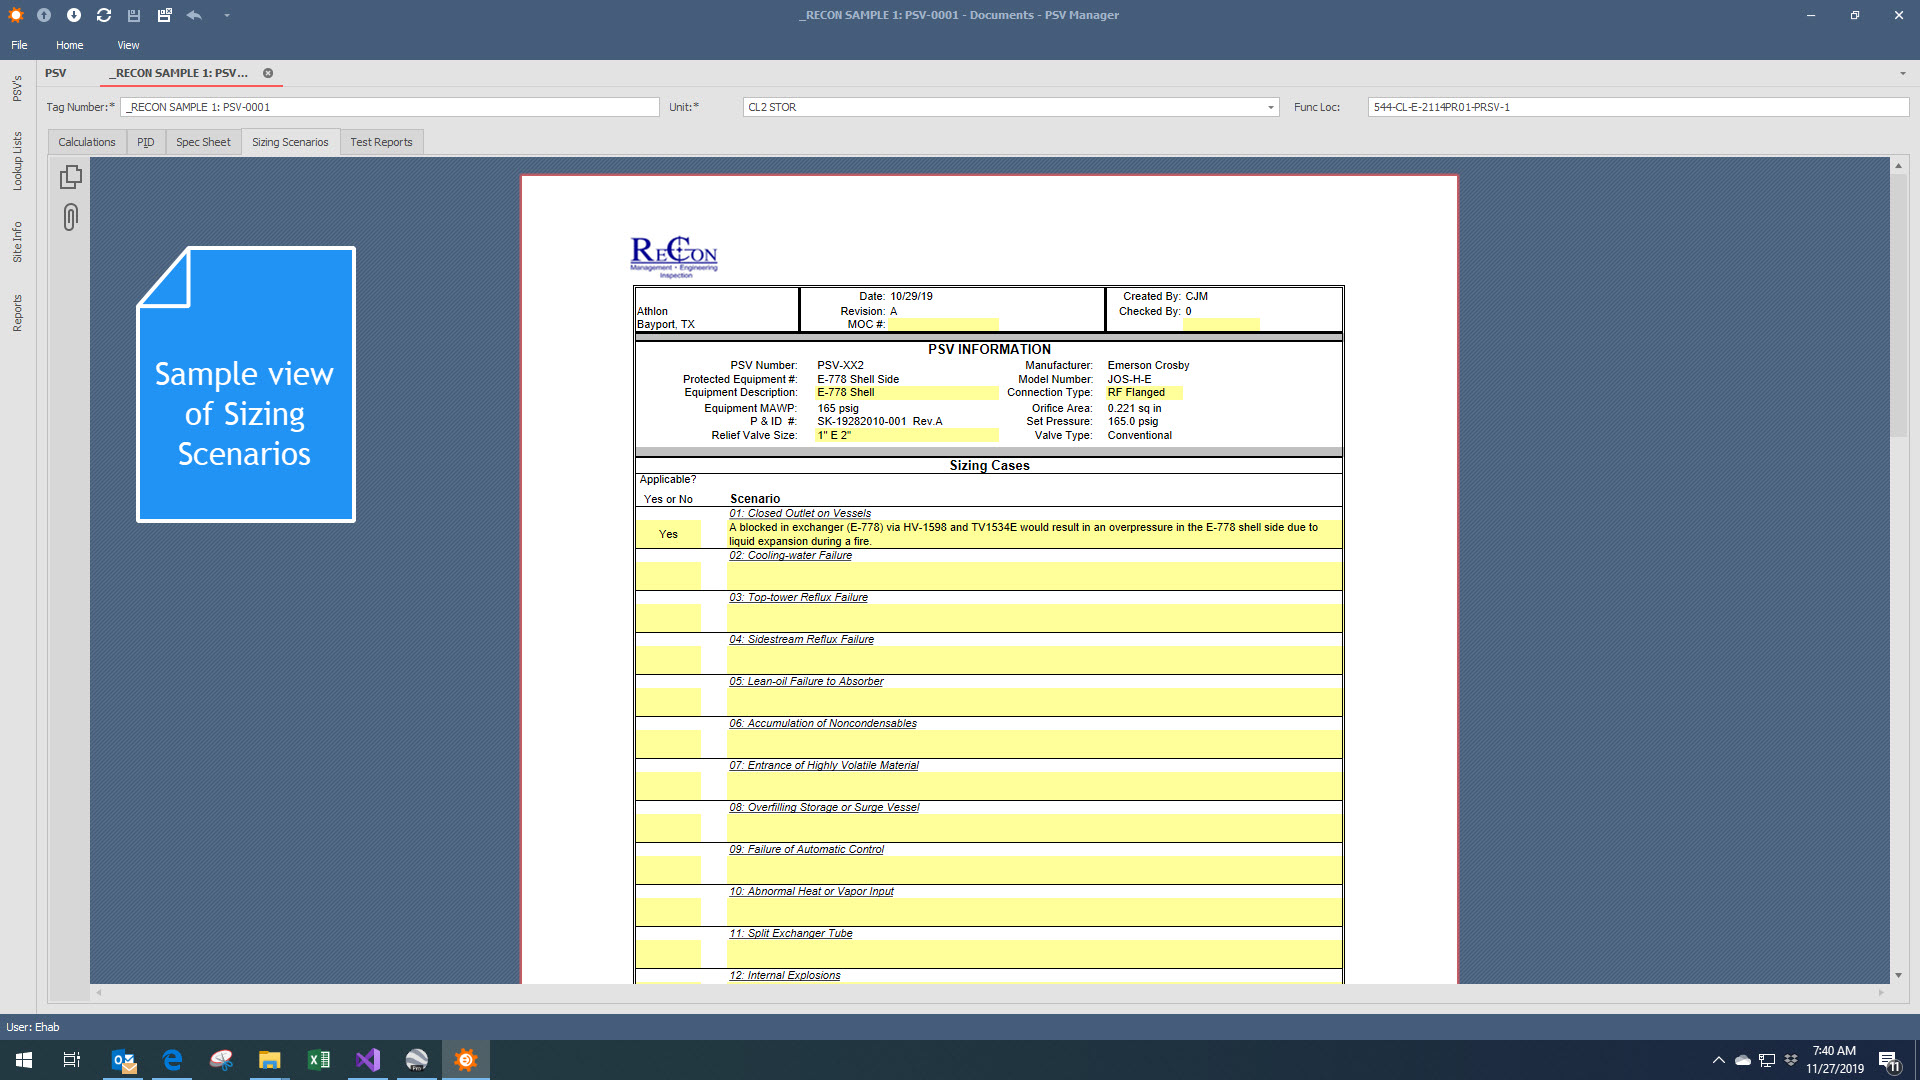 _RECON SAMPLE 1: PSV-0001 - Documents - PSV Manager
File Home View
PSV _RECON SAMPLE 1: PSV...
Tag Number:* _RECON SAMPLE 1: PSV-0001 Unit:* CL2 STOR Func Loc: 544-CL-E-2114PR01-PRSV-1
Calculations PID Spec Sheet Sizing Scenarios Test Reports
PSV's
Lookup Lists
Site Info
Reports
Sample view
of Sizing
Scenarios
RECON
Management • Engineering
Inspection
Date: 10/29/19 Created By: CJM
Athlon Revision: A Checked By: 0
Bayport, TX MOC #:
PSV INFORMATION
PSV Number: PSV-XX2 Manufacturer: Emerson Crosby
Protected Equipment #: E-778 Shell Side Model Number: JOS-H-E
Equipment Description: E-778 Shell Connection Type: RF Flanged
Equipment MAWP: 165 psig Orifice Area: 0.221 sq in
P & ID #: SK-19282010-001 Rev.A Set Pressure: 165.0 psig
Relief Valve Size: 1" E 2" Valve Type: Conventional
Sizing Cases
Applicable?
Yes or No Scenario
01: Closed Outlet on Vessels
Yes A blocked in exchanger (E-778) via HV-1598 and TV1534E would result in an overpressure in the E-778 shell side due to
liquid expansion during a fire.
02: Cooling-water Failure
03: Top-tower Reflux Failure
04: Sidestream Reflux Failure
05: Lean-oil Failure to Absorber
06: Accumulation of Noncondensables
07: Entrance of Highly Volatile Material
08: Overfilling Storage or Surge Vessel
09: Failure of Automatic Control
10: Abnormal Heat or Vapor Input
11: Split Exchanger Tube
12: Internal Explosions
User: Ehab
7:40 AM
11/27/2019
11